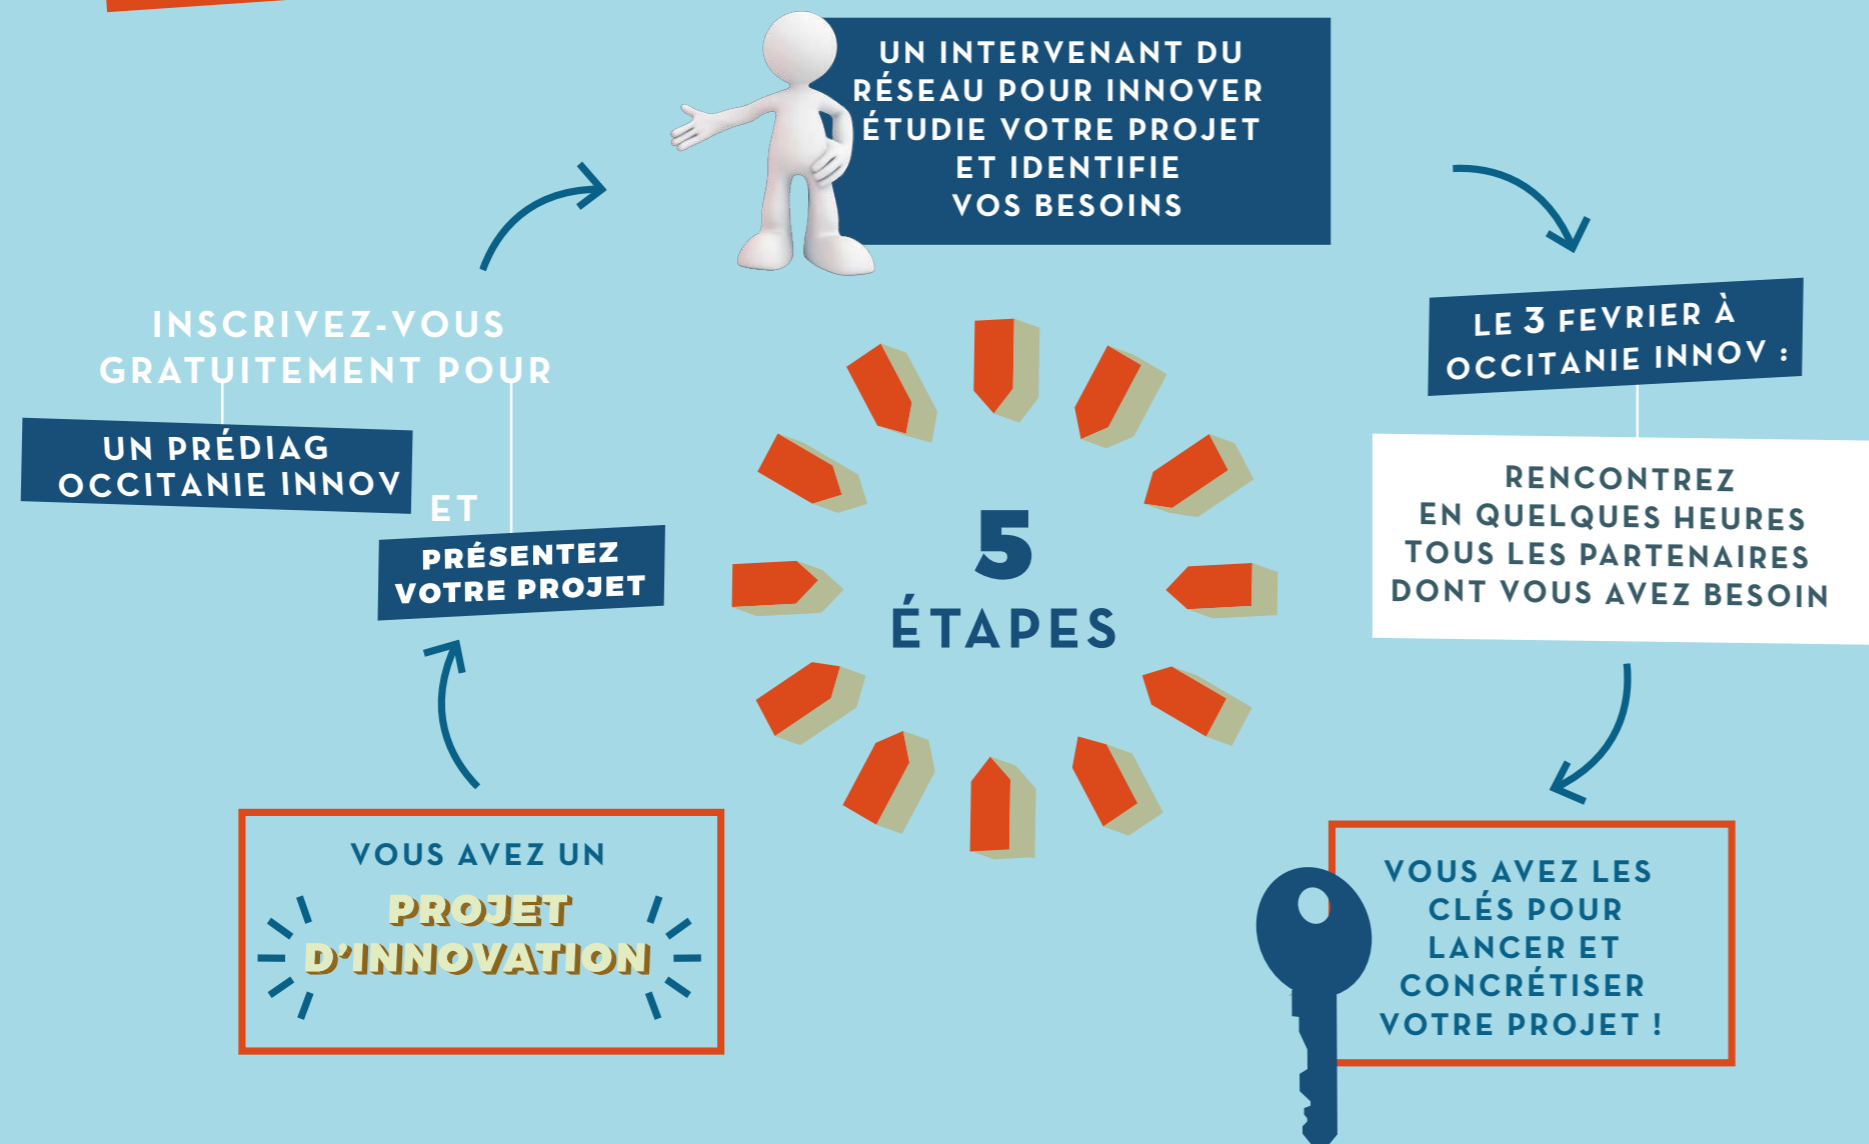 VOUS AVEZ UN
PROJET
D'INNOVATION
INSCRIVEZ-VOUS
GRATUITEMENT POUR
UN PRÉDIAG
OCCITANIE INNOV
ET
PRÉSENTEZ
VOTRE PROJET
UN INTERVENANT DU
RÉSEAU POUR INNOVER
ÉTUDIE VOTRE PROJET
ET IDENTIFIE
VOS BESOINS
LE 3 FEVRIER À
OCCITANIE INNOV :
RENCONTREZ
EN QUELQUES HEURES
TOUS LES PARTENAIRES
DONT VOUS AVEZ BESOIN
VOUS AVEZ LES
CLÉS POUR
LANCER ET
CONCRÉTISER
VOTRE PROJET !
5
ÉTAPES